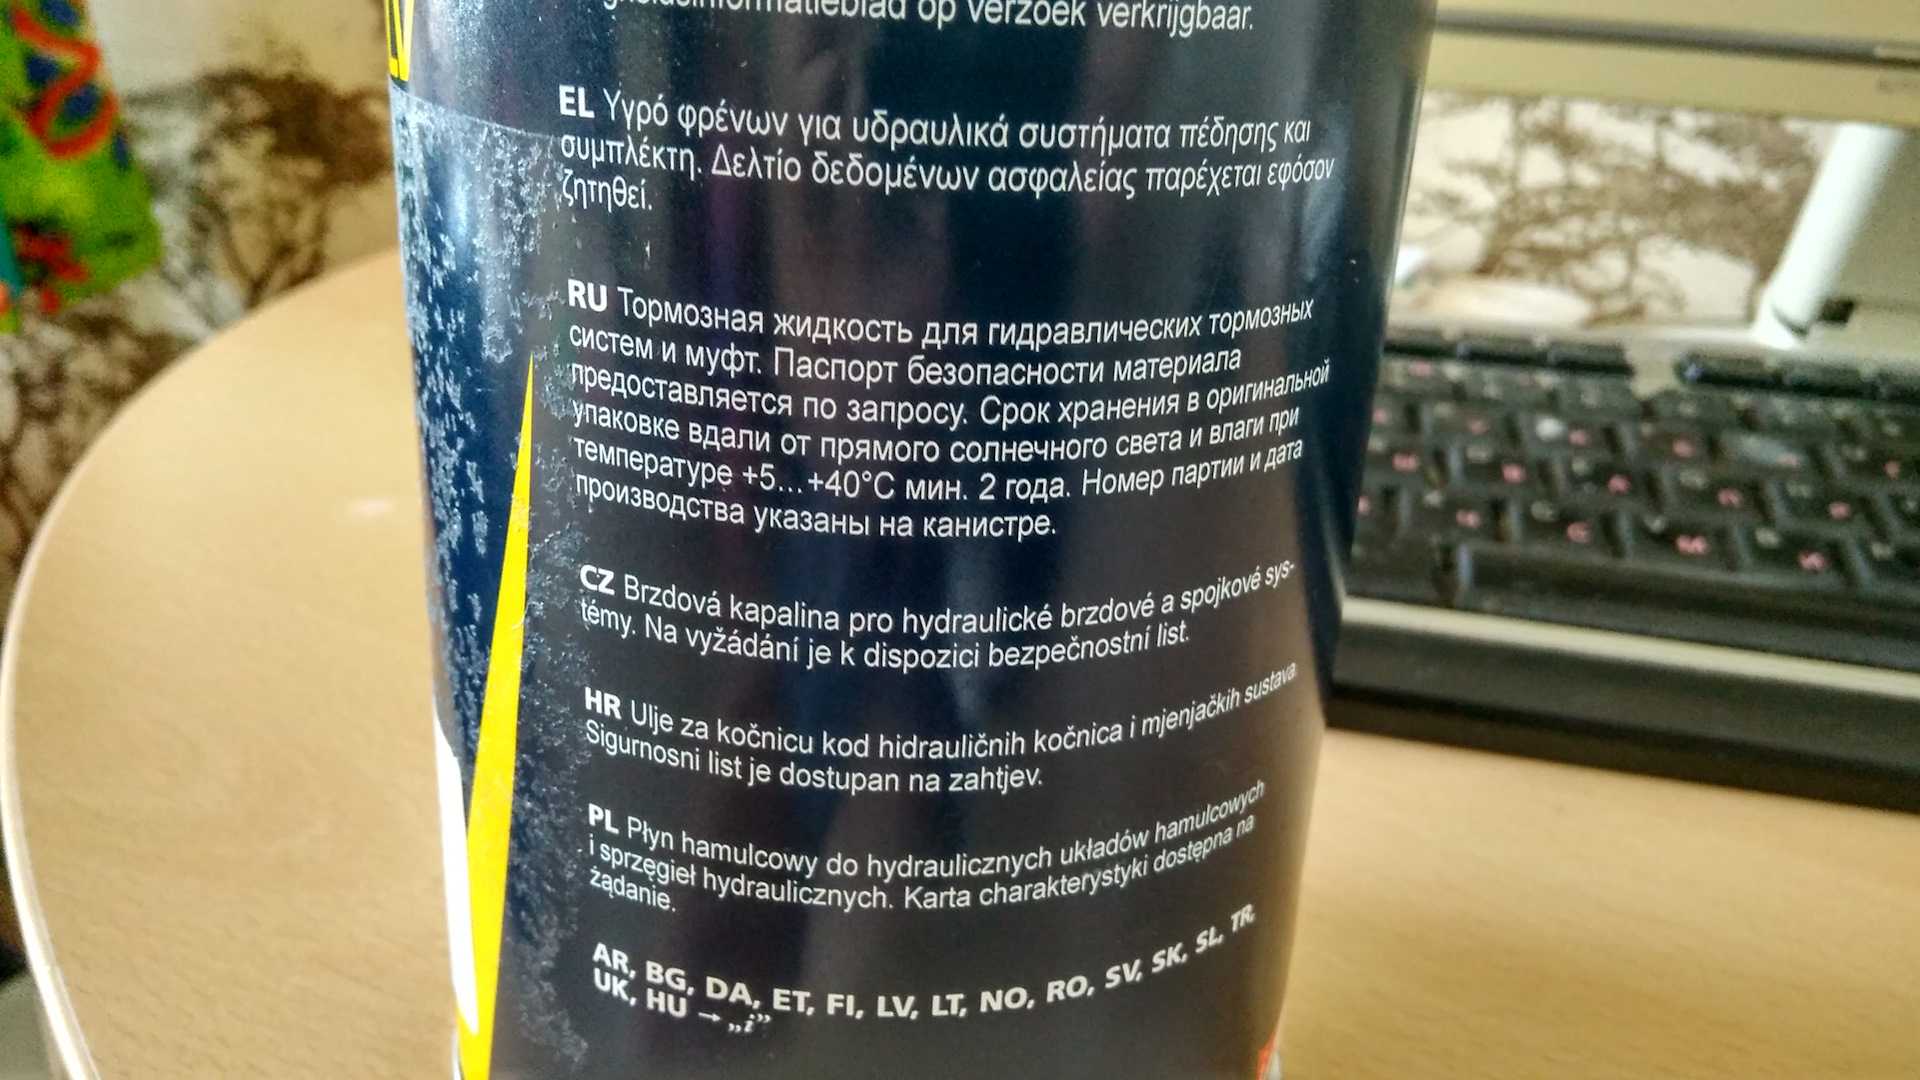 op verzoek verkrijgbaar.
EL Υγρό φρένων για υδραυλικά συστήματα πέδησης και
συμπλέκτη. Δελτίο δεδομένων ασφαλείας παρέχεται εφόσον
ζητηθεί.
RU Тормозная жидкость для гидравлических тормозных
систем и муфт. Паспорт безопасности материала
предоставляется по запросу. Срок хранения в оригинальной
упаковке вдали от прямого солнечного света и влаги при
температуре +5...+40°C мин. 2 года. Номер партии и дата
производства указаны на канистре.
CZ Brzdová kapalina pro hydraulické brzdové a spojkové sys-
témy. Na vyžádání je k dispozici bezpečnostní list.
HR Ulje za kočnicu kod hidrauličnih kočnica i mjenjačkih sustava.
Sigurnosni list je dostupan na zahtjev.
PL Płyn hamulcowy do hydraulicznych układów hamulcowych
i sprzęgieł hydraulicznych. Karta charakterystyki dostępna na
żądanie.
AR, BG, DA, ET, FI, LV, LT, NO, RO, SV, SK, SL, TR,
UK, HU → „i”